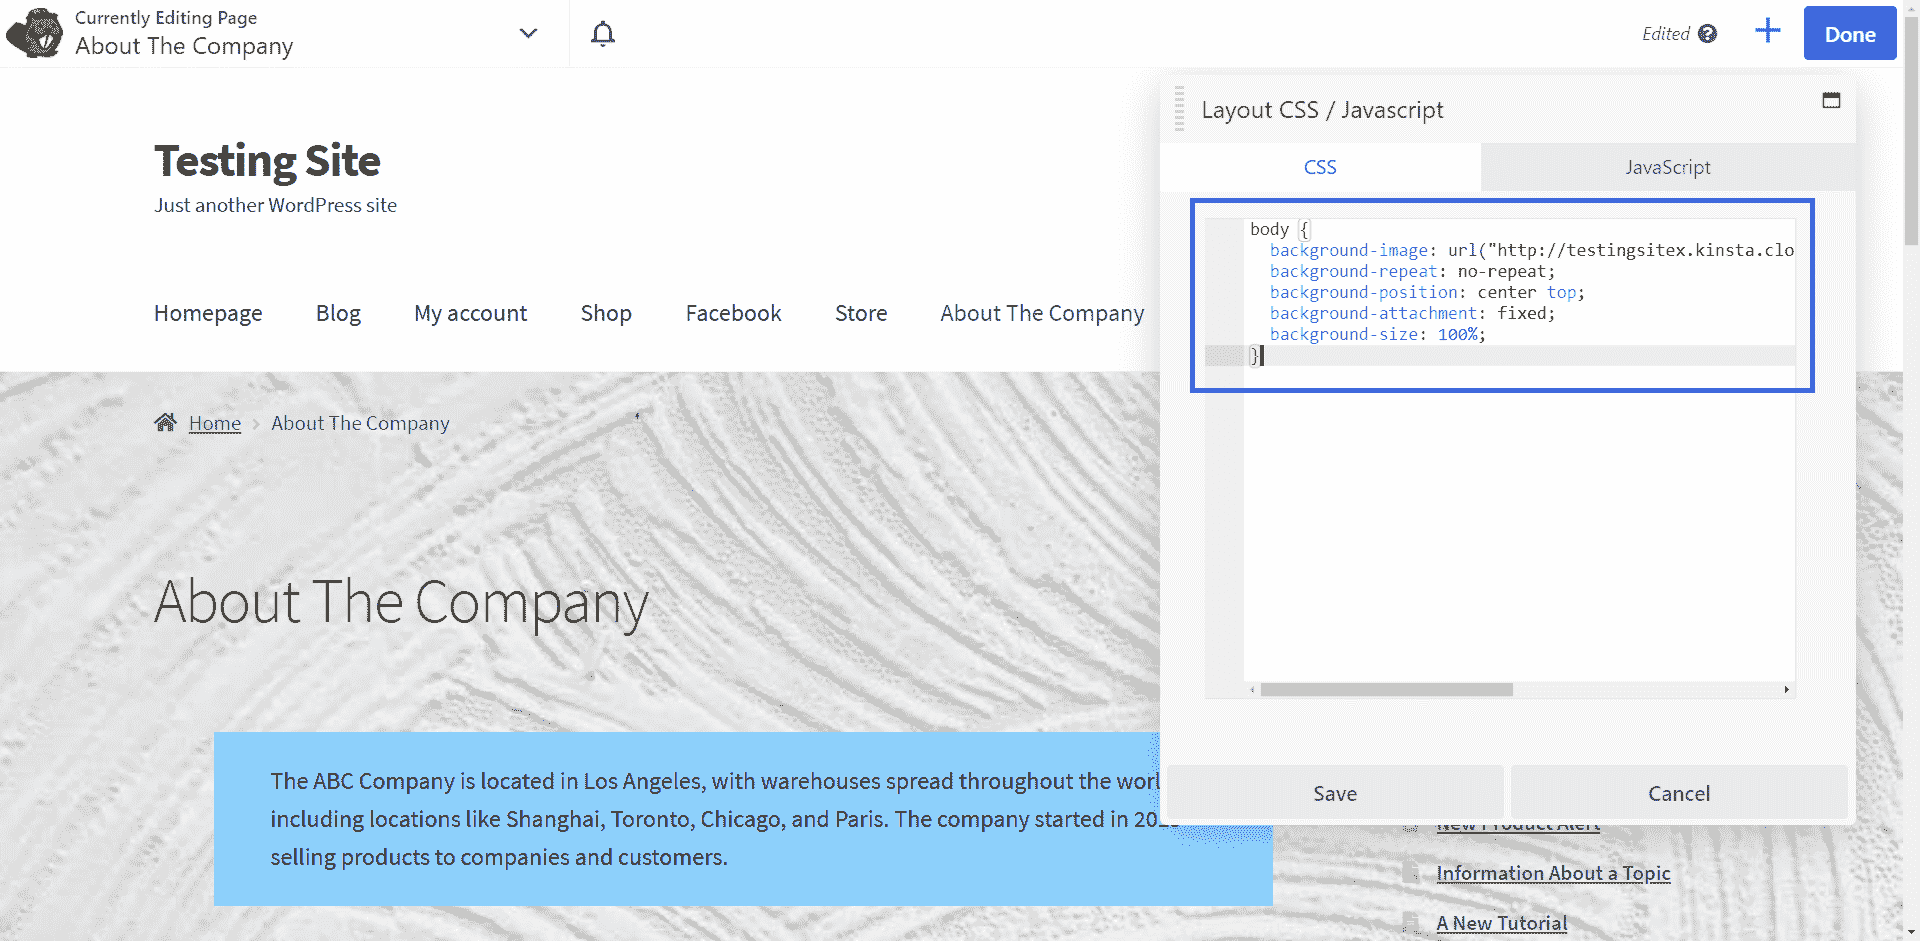 Currently Editing Page
About The Company
Edited
Done
Testing Site
Just another WordPress site
Homepage
Blog
My account
Shop
Facebook
Store
About The Company
Home
About The Company
About The Company
The ABC Company is located in Los Angeles, with warehouses spread throughout the
including locations like Shanghai, Toronto, Chicago, and Paris. The company started in
selling products to companies and customers.
Layout CSS / Javascript
CSS
JavaScript
body {
background-image: url("http://testingsitex.kinsta.clo
background-repeat: no-repeat;
background-position: center top;
background-attachment: fixed;
background-size: 100%;
}
Save
Cancel
New Product Alert
Information About a Topic
A New Tutorial